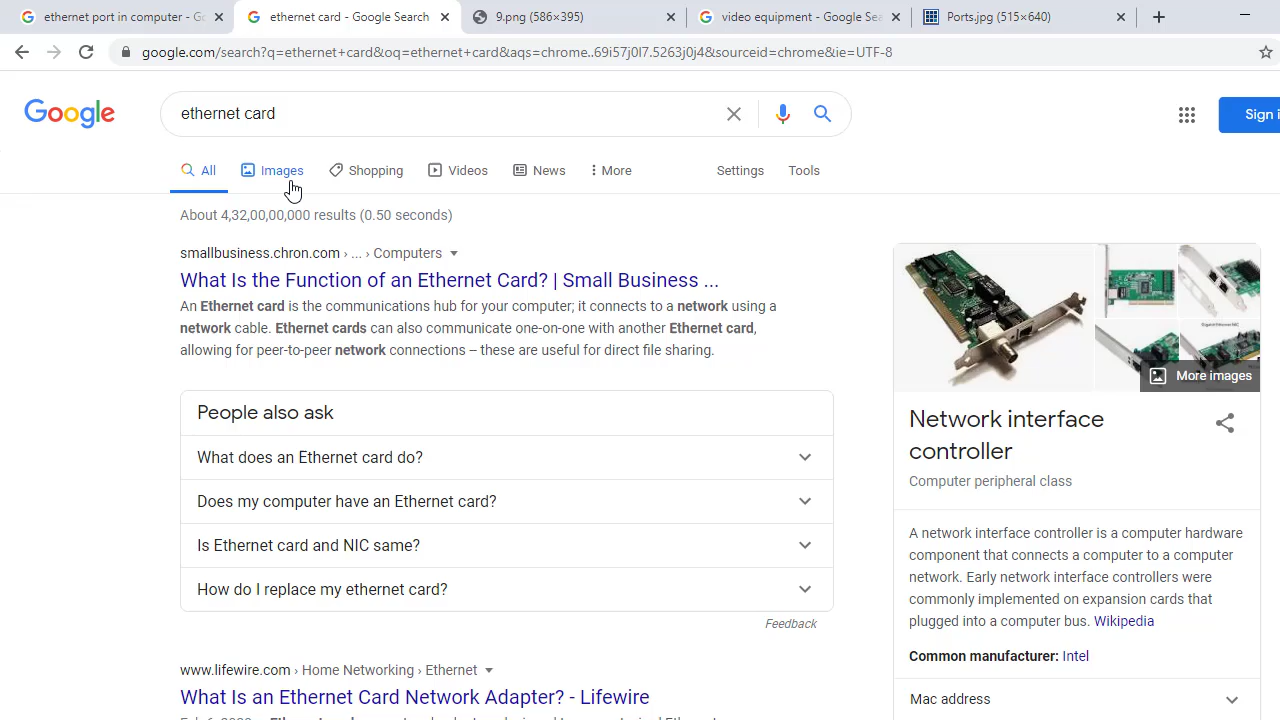 ethernet port in computer - Go
ethernet card - Google Search
9.png (586×395)
video equipment - Google Sea
Ports.jpg (515×640)
google.com/search?q=ethernet+card&oq=ethernet+card&aqs=chrome..69i57j0l7.5263j0j4&sourceid=chrome&ie=UTF-8
Google
ethernet card
Sign i
All
Images
Shopping
Videos
News
More
Settings
Tools
About 4,32,00,00,000 results (0.50 seconds)
smallbusiness.chron.com › ... › Computers
What Is the Function of an Ethernet Card? | Small Business ...
An Ethernet card is the communications hub for your computer; it connects to a network using a
network cable. Ethernet cards can also communicate one-on-one with another Ethernet card,
allowing for peer-to-peer network connections – these are useful for direct file sharing.
People also ask
What does an Ethernet card do?
Does my computer have an Ethernet card?
Is Ethernet card and NIC same?
How do I replace my ethernet card?
Feedback
www.lifewire.com › Home Networking › Ethernet
What Is an Ethernet Card Network Adapter? - Lifewire
More images
Network interface
controller
Computer peripheral class
A network interface controller is a computer hardware
component that connects a computer to a computer
network. Early network interface controllers were
commonly implemented on expansion cards that
plugged into a computer bus. Wikipedia
Common manufacturer: Intel
Mac address